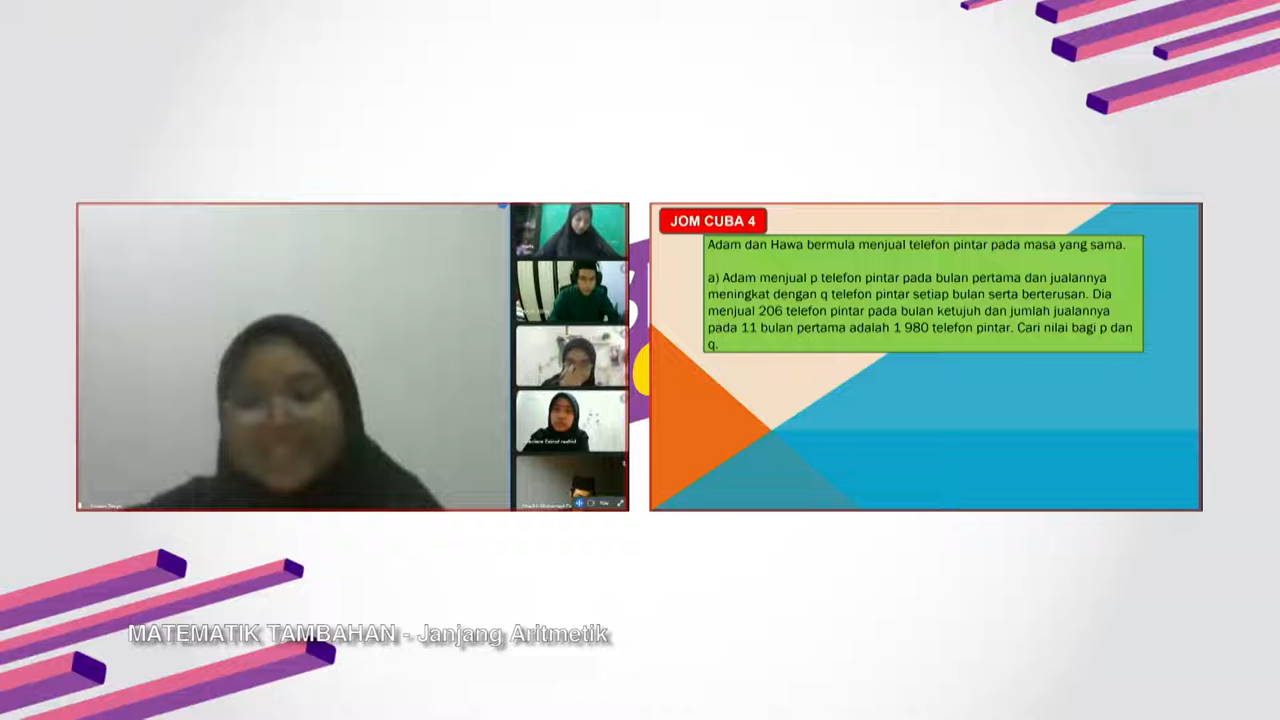 JOM CUBA 4
Adam dan Hawa bermula menjual telefon pintar pada masa yang sama.
a) Adam menjual p telefon pintar pada bulan pertama dan jualannya
meningkat dengan q telefon pintar setiap bulan serta berterusan. Dia
menjual 206 telefon pintar pada bulan ketujuh dan jumlah jualannya
pada 11 bulan pertama adalah 1 980 telefon pintar. Cari nilai bagi p dan
q.
MATEMATIK TAMBAHAN - Janjang Aritmetik